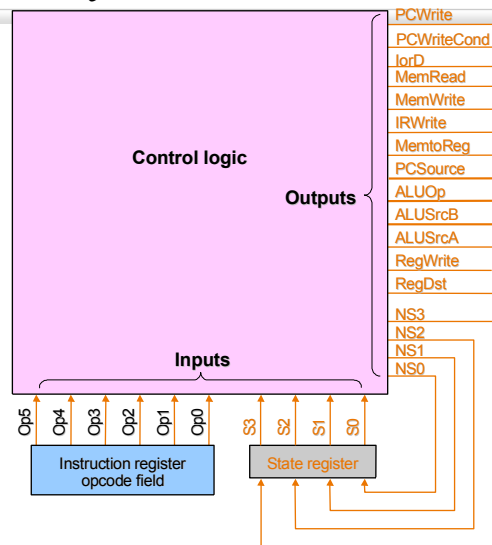 PCWrite
PCWriteCond
IorD
MemRead
MemWrite
IRWrite
MemtoReg
PCSource
ALUOp
ALUSrcB
ALUSrcA
RegWrite
RegDst
NS3
NS2
NS1
NS0
Control logic
Outputs
Inputs
Op5
Op4
Op3
Op2
Op1
Op0
S3
S2
S1
S0
Instruction register
opcode field
State register